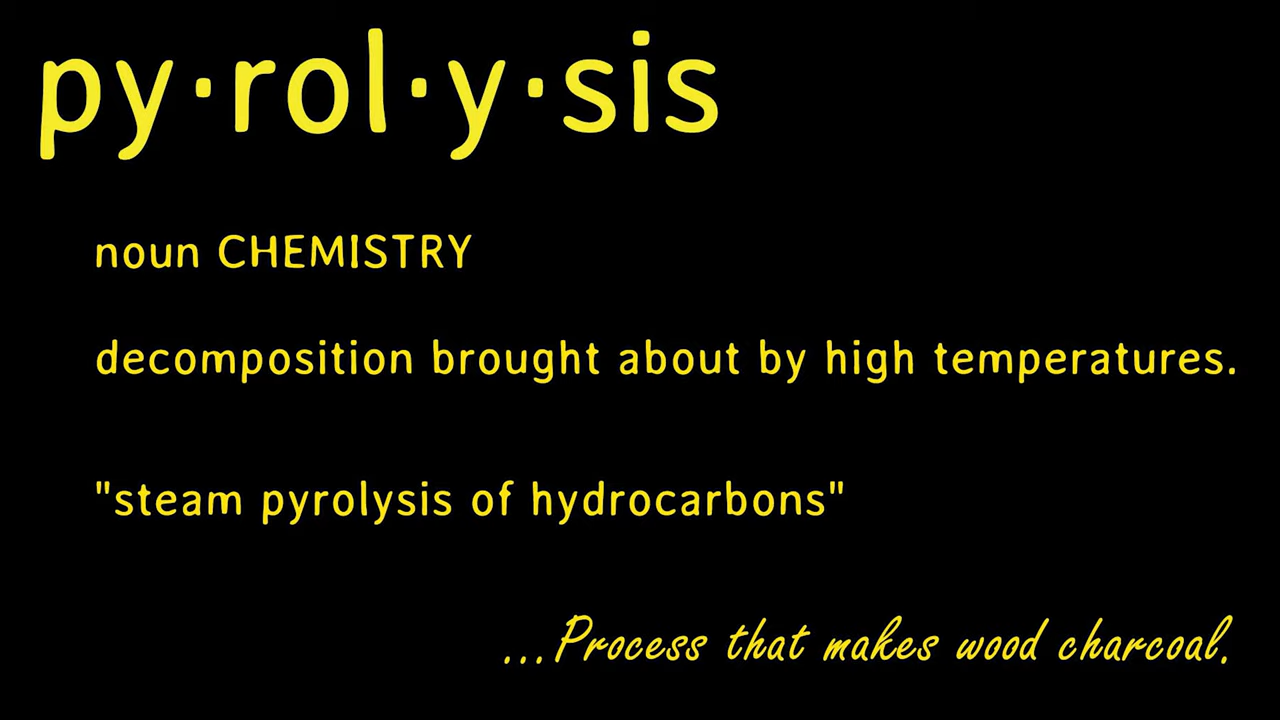 py·rol·y·sis
noun CHEMISTRY
decomposition brought about by high temperatures.
"steam pyrolysis of hydrocarbons"
...Process that makes wood charcoal.